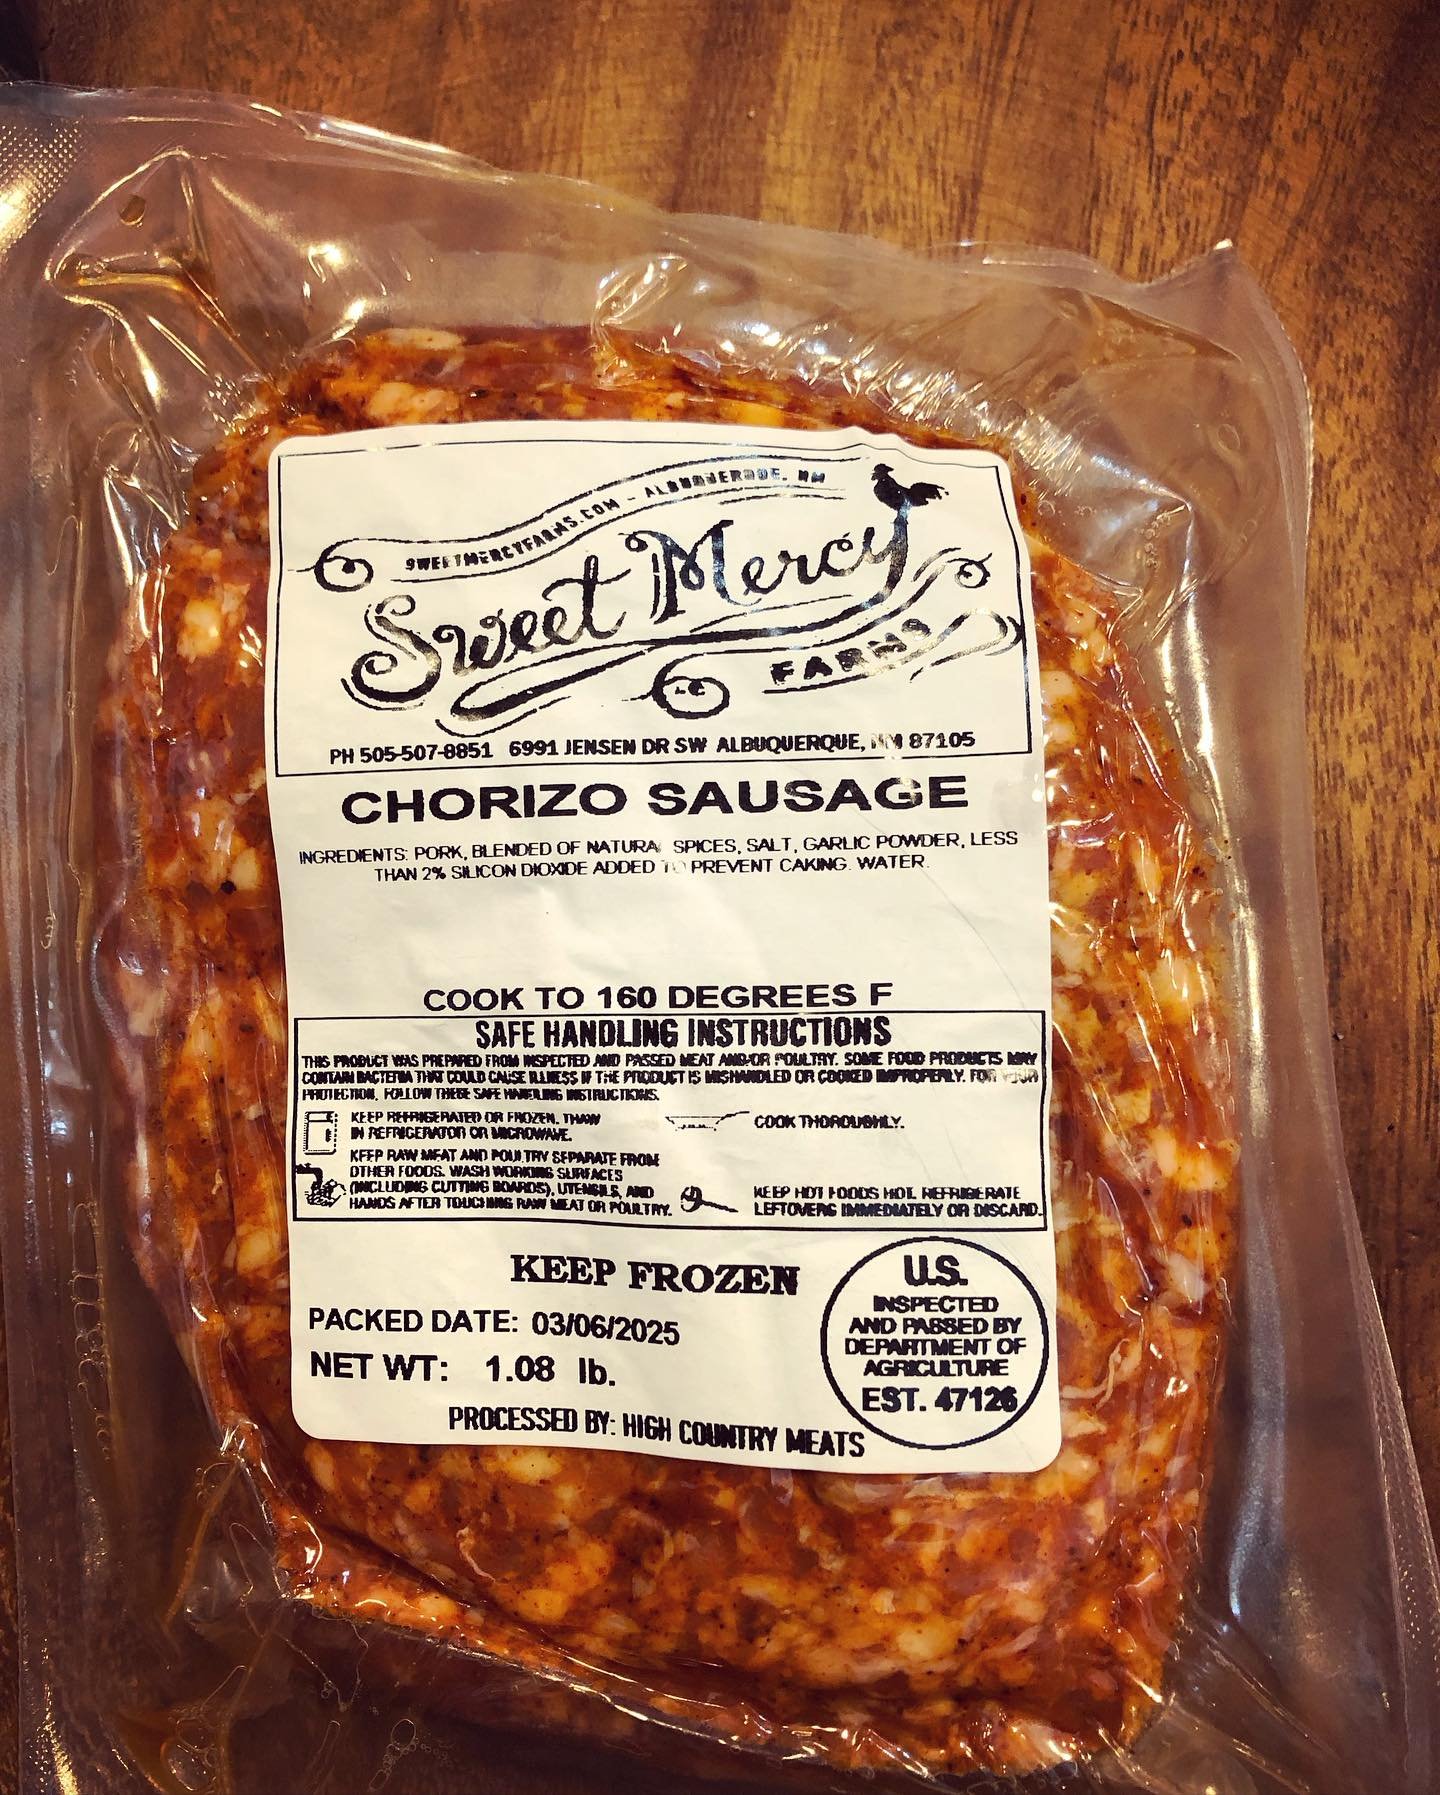 SWEETMERCYFARMS.COM - ALBUQUERQUE, NM
Sweet Mercy
FARMS
PH 505-507-8851 6991 JENSEN DR SW ALBUQUERQUE, NM 87105
CHORIZO SAUSAGE
INGREDIENTS: PORK, BLENDED OF NATURA SPICES, SALT, GARLIC POWDER, LESS
THAN 2% SILICON DIOXIDE ADDED TO PREVENT CAKING. WATER.
COOK TO 160 DEGREES F
SAFE HANDLING INSTRUCTIONS
THIS PRODUCT WAS PREPARED FROM INSPECTED AND PASSED MEAT AND/OR POULTRY. SOME FOOD PRODUCTS MAY
CONTAIN BACTERIA THAT COULD CAUSE ILLNESS IF THE PRODUCT IS MISHANDLED OR COOKED IMPROPERLY. FOR YOUR
PROTECTION, FOLLOW THESE SAFE HANDLING INSTRUCTIONS.
KEEP REFRIGERATED OR FROZEN. THAW
IN REFRIGERATOR OR MICROWAVE.
COOK THOROUGHLY.
KEEP RAW MEAT AND POULTRY SEPARATE FROM
OTHER FOODS. WASH WORKING SURFACES
(INCLUDING CUTTING BOARDS), UTENSILS, AND
HANDS AFTER TOUCHING RAW MEAT OR POULTRY.
KEEP HOT FOODS HOT. REFRIGERATE
LEFTOVERS IMMEDIATELY OR DISCARD.
KEEP FROZEN
PACKED DATE: 03/06/2025
NET WT: 1.08 lb.
PROCESSED BY: HIGH COUNTRY MEATS
U.S.
INSPECTED
AND PASSED BY
DEPARTMENT OF
AGRICULTURE
EST. 47126